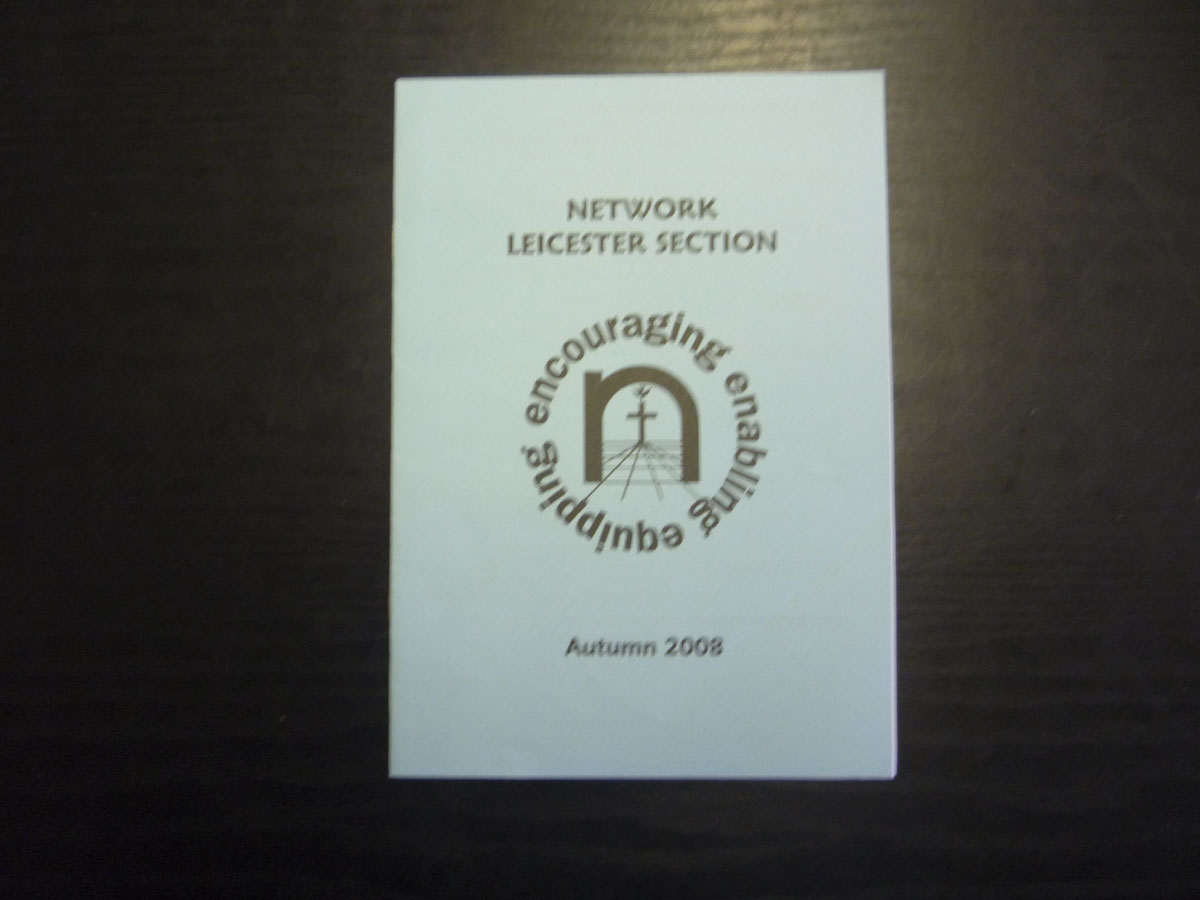 NETWORK
LEICESTER SECTION
encouraging enabling equipping
n
Autumn 2008